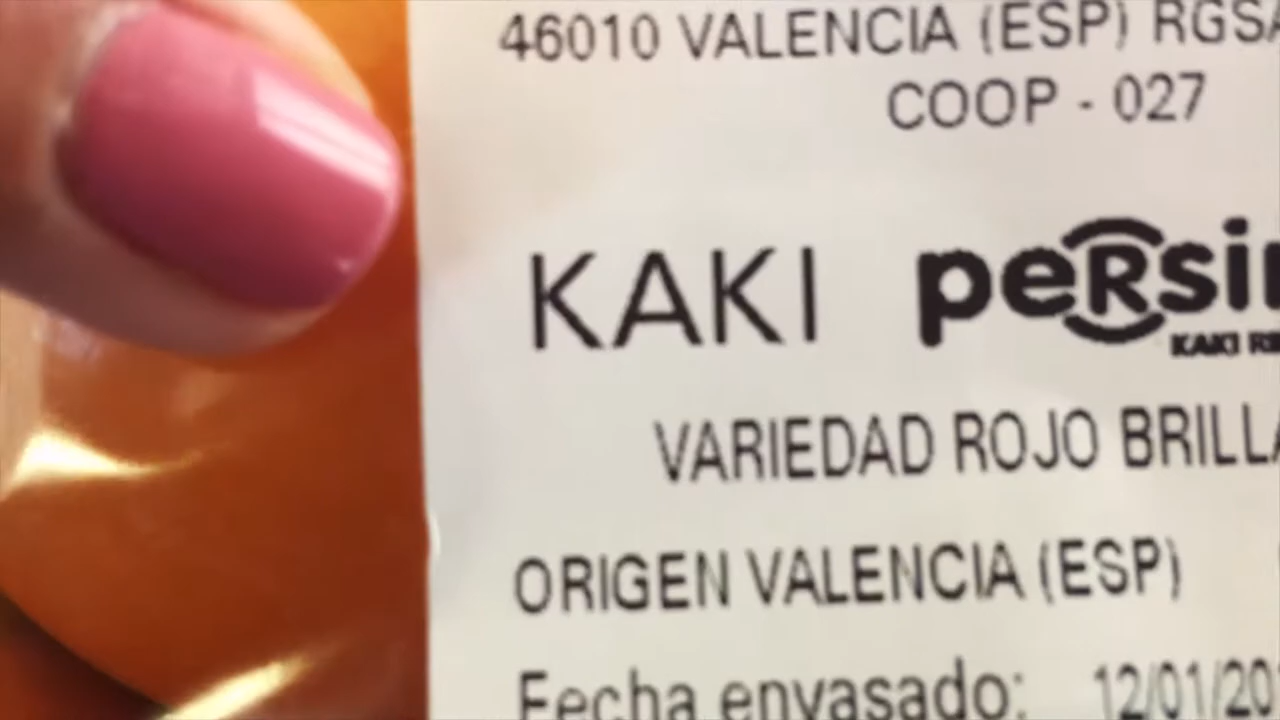 46010 VALENCIA (ESP) RGSA
COOP - 027
KAKI peRsi
KAKI
VARIEDAD ROJO BRILLA
ORIGEN VALENCIA (ESP)
Fecha envasado: 12/01/20